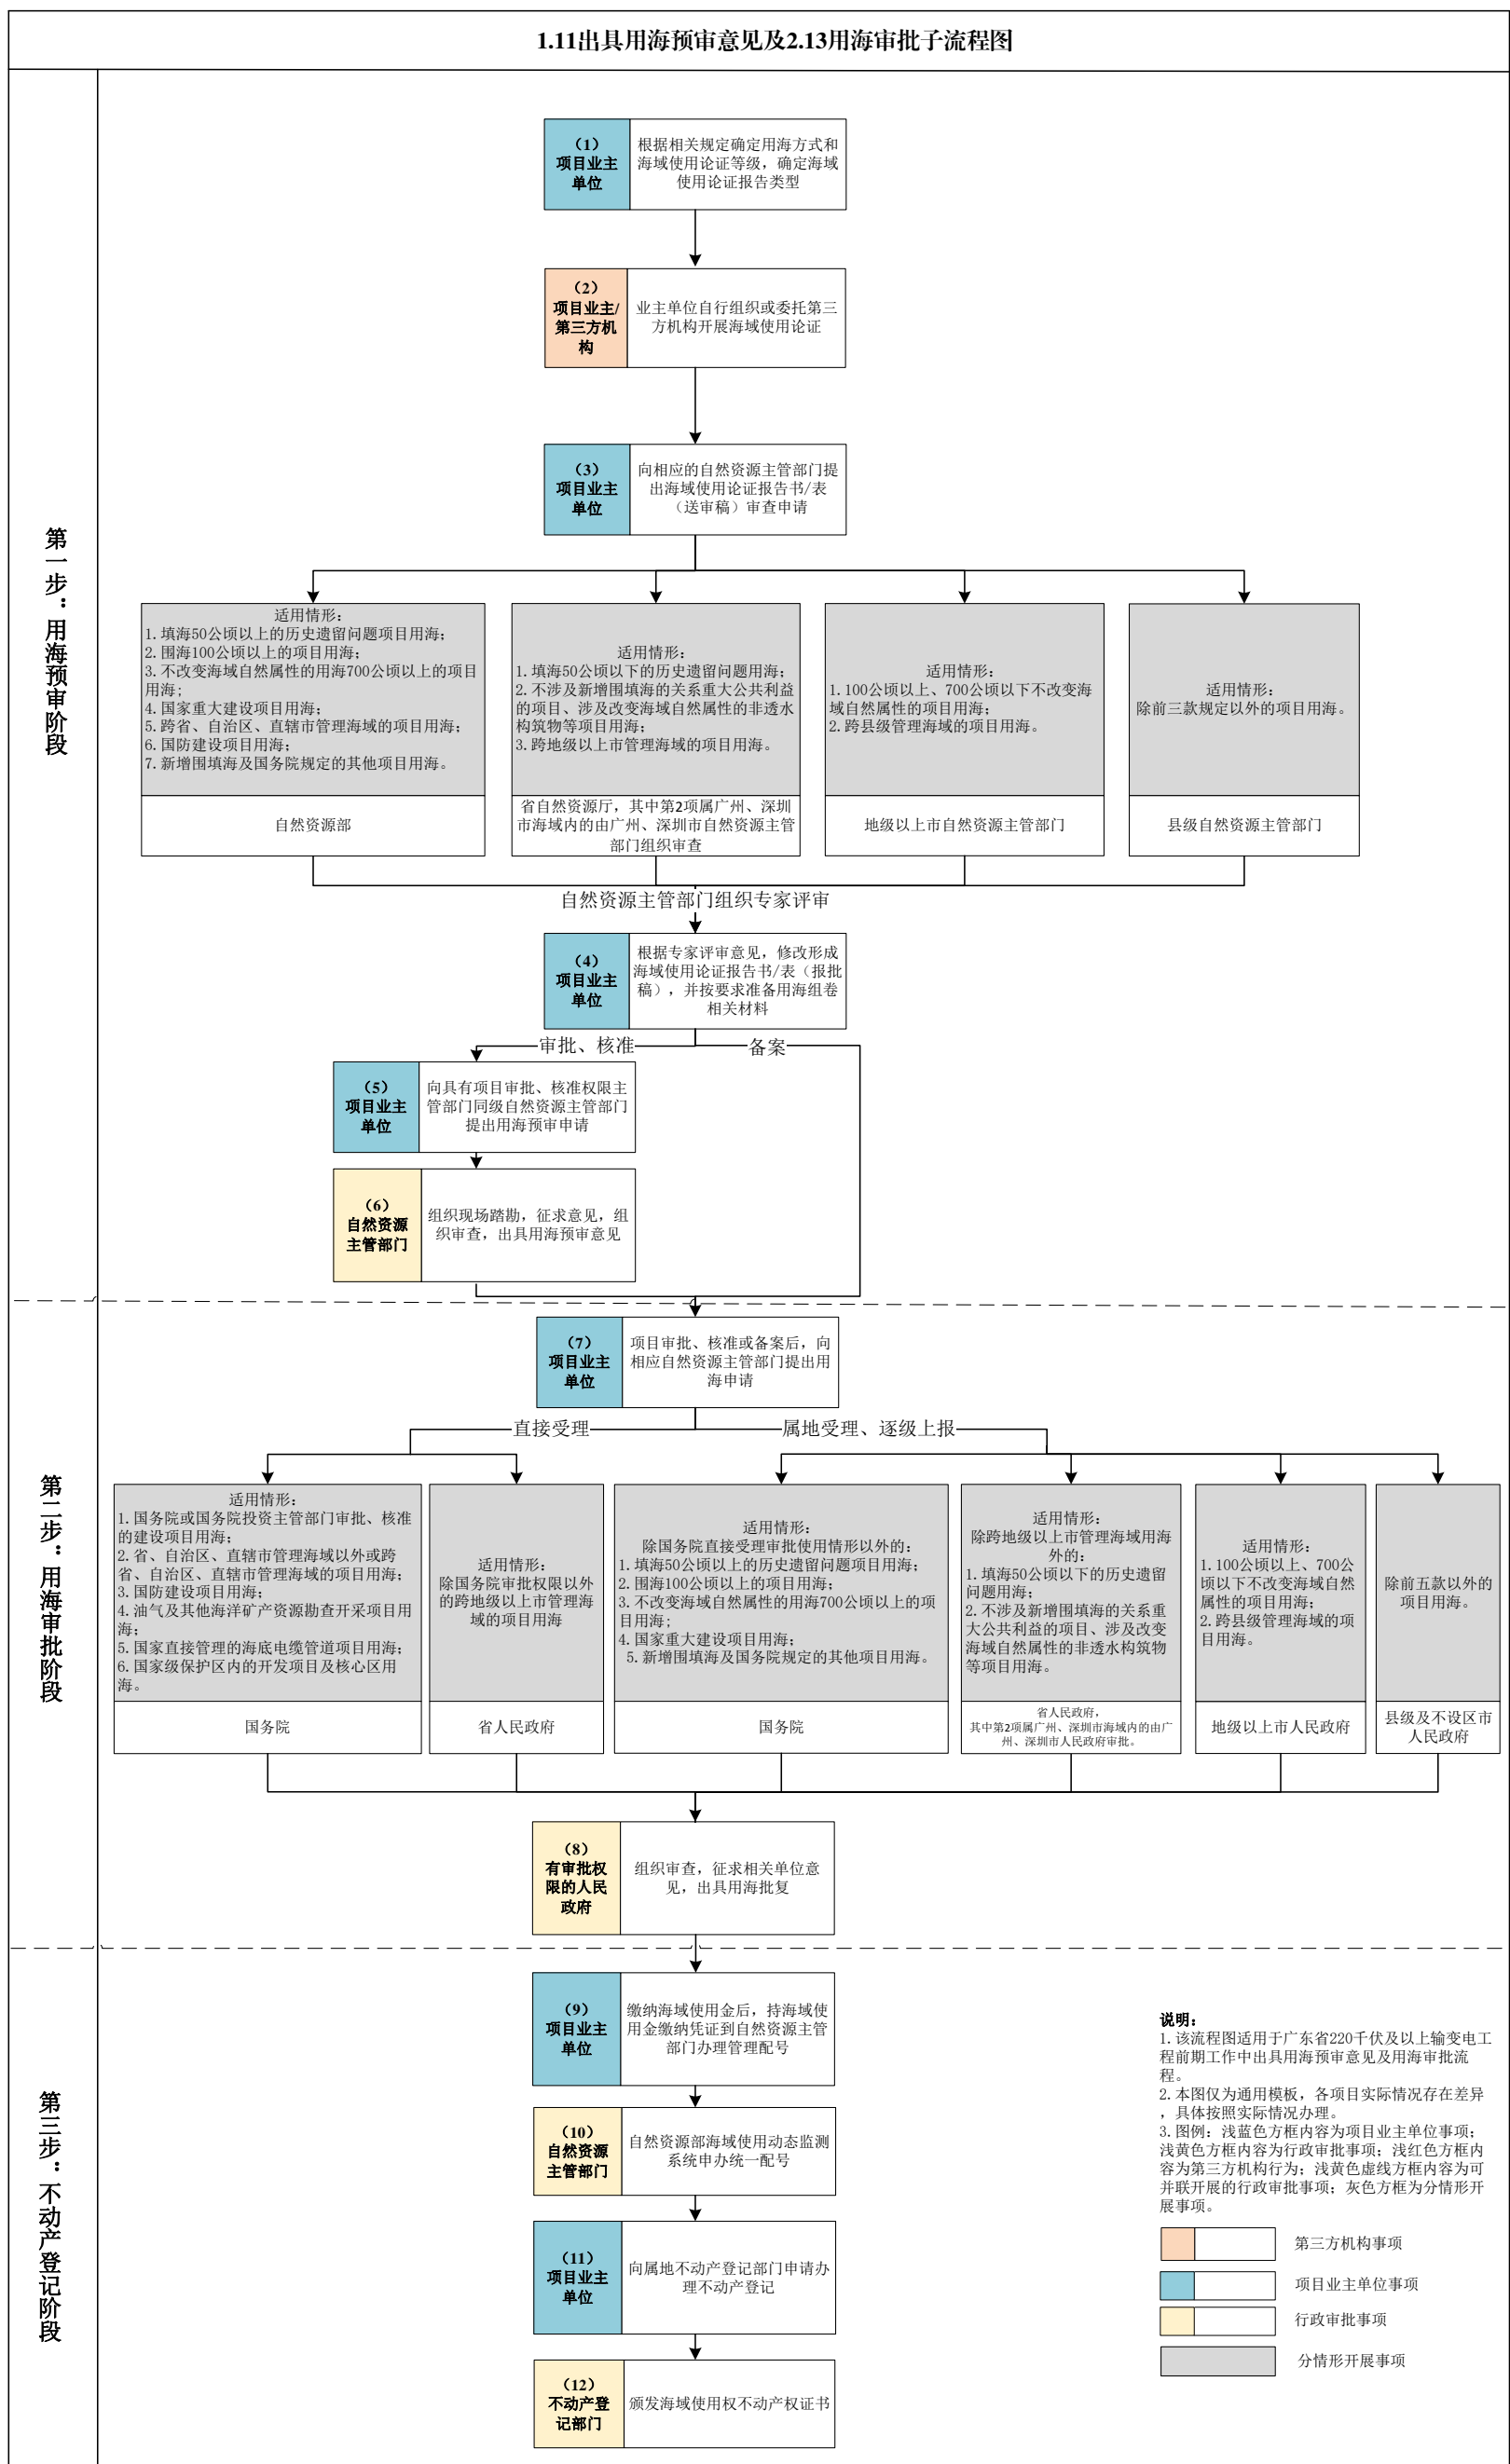 1.11出具用海预审意见及2.13用海审批子流程图
第一步：用海预审阶段
（1）
项目业主
单位
根据相关规定确定用海方式和
海域使用论证等级，确定海域
使用论证报告类型
（2）
项目业主/
第三方机
构
业主单位自行组织或委托第三
方机构开展海域使用论证
（3）
项目业主
单位
向相应的自然资源主管部门提
出海域使用论证报告书/表
（送审稿）审查申请
适用情形：
1.填海50公顷以上的历史遗留问题项目用海；
2.围海100公顷以上的项目用海；
3.不改变海域自然属性的用海700公顷以上的项目
用海;
4.国家重大建设项目用海；
5.跨省、自治区、直辖市管理海域的项目用海；
6.国防建设项目用海；
7.新增围填海及国务院规定的其他项目用海。
自然资源部
适用情形：
1.填海50公顷以下的历史遗留问题用海；
2.不涉及新增围填海的关系重大公共利益
的项目、涉及改变海域自然属性的非透水
构筑物等项目用海；
3.跨地级以上市管理海域的项目用海。
省自然资源厅，其中第2项属广州、深圳
市海域内的由广州、深圳市自然资源主管
部门组织审查
适用情形：
1.100公顷以上、700公顷以下不改变海
域自然属性的项目用海；
2.跨县级管理海域的项目用海。
地级以上市自然资源主管部门
适用情形：
除前三款规定以外的项目用海。
县级自然资源主管部门
自然资源主管部门组织专家评审
（4）
项目业主
单位
根据专家评审意见，修改形成
海域使用论证报告书/表（报批
稿），并按要求准备用海组卷
相关材料
审批、核准
备案
（5）
项目业主
单位
向具有项目审批、核准权限主
管部门同级自然资源主管部门
提出用海预审申请
（6）
自然资源
主管部门
组织现场踏勘，征求意见，组
织审查，出具用海预审意见
第二步：用海审批阶段
（7）
项目业主
单位
项目审批、核准或备案后，向
相应自然资源主管部门提出用
海申请
直接受理
属地受理、逐级上报
适用情形：
1.国务院或国务院投资主管部门审批、核准
的建设项目用海；
2.省、自治区、直辖市管理海域以外或跨
省、自治区、直辖市管理海域的项目用海；
3.国防建设项目用海；
4.油气及其他海洋矿产资源勘查开采项目用
海；
5.国家直接管理的海底电缆管道项目用海；
6.国家级保护区内的开发项目及核心区用
海。
国务院
适用情形：
除国务院审批权限以外
的跨地级以上市管理海
域的项目用海
省人民政府
适用情形：
除国务院直接受理审批使用情形以外的：
1.填海50公顷以上的历史遗留问题项目用海；
2.围海100公顷以上的项目用海；
3.不改变海域自然属性的用海700公顷以上的项
目用海;
4.国家重大建设项目用海；
5.新增围填海及国务院规定的其他项目用海。
国务院
适用情形：
除跨地级以上市管理海域用海
外的：
1.填海50公顷以下的历史遗留
问题用海；
2.不涉及新增围填海的关系重
大公共利益的项目、涉及改变
海域自然属性的非透水构筑物
等项目用海。
省人民政府，
其中第2项属广州、深圳市海域内的由广
州、深圳市人民政府审批。
适用情形：
1.100公顷以上、700公
顷以下不改变海域自然
属性的项目用海；
2.跨县级管理海域的项
目用海。
地级以上市人民政府
除前五款以外的
项目用海。
县级及不设区市
人民政府
（8）
有审批权
限的人民
政府
组织审查，征求相关单位意
见，出具用海批复
第三步：不动产登记阶段
（9）
项目业主
单位
缴纳海域使用金后，持海域使
用金缴纳凭证到自然资源主管
部门办理管理配号
（10）
自然资源
主管部门
自然资源部海域使用动态监测
系统申办统一配号
（11）
项目业主
单位
向属地不动产登记部门申请办
理不动产登记
（12）
不动产登
记部门
颁发海域使用权不动产权证书
说明：
1.该流程图适用于广东省220千伏及以上输变电工
程前期工作中出具用海预审意见及用海审批流
程。
2.本图仅为通用模板，各项目实际情况存在差异
，具体按照实际情况办理。
3.图例：浅蓝色方框内容为项目业主单位事项；
浅黄色方框内容为行政审批事项；浅红色方框内
容为第三方机构行为；浅黄色虚线方框内容为可
并联开展的行政审批事项；灰色方框为分情形开
展事项。
第三方机构事项
项目业主单位事项
行政审批事项
分情形开展事项